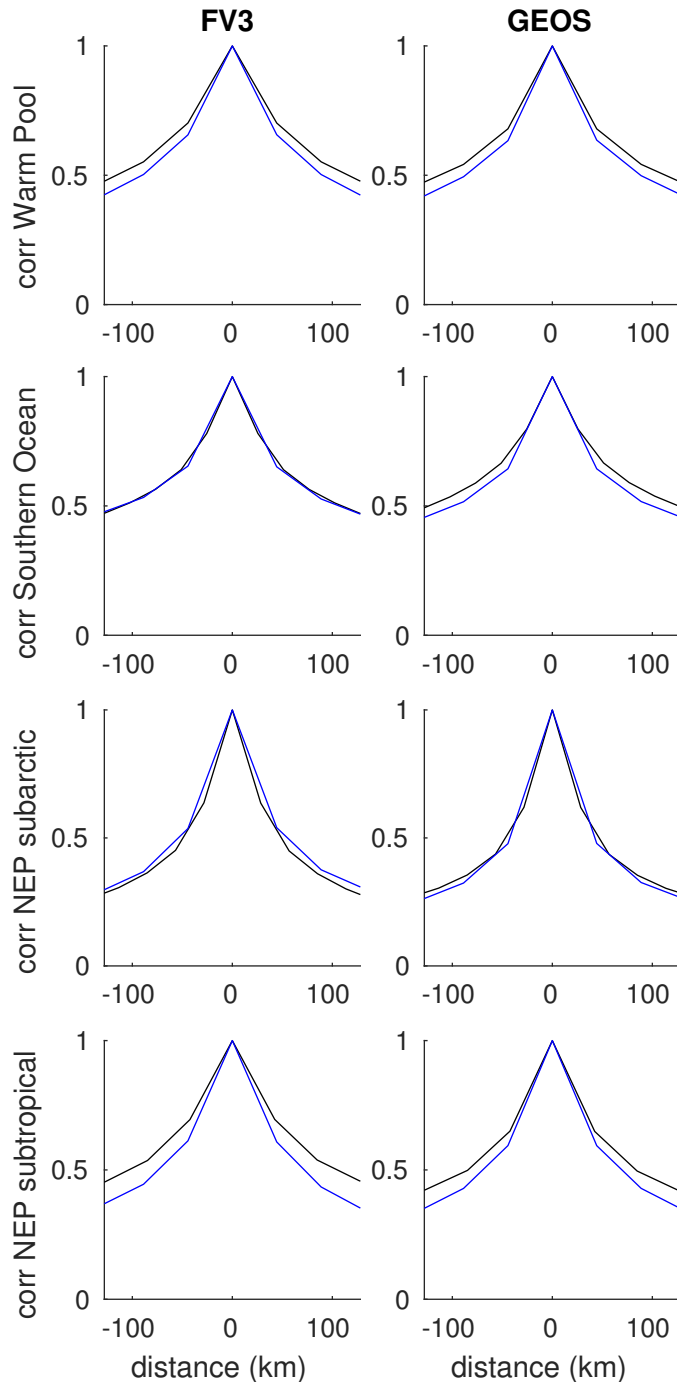 FV3 GEOS
corr Warm Pool
1 1
0.5 0.5
0 0
-100 0 100 -100 0 100
corr Southern Ocean
1 1
0.5 0.5
0 0
-100 0 100 -100 0 100
corr NEP subarctic
1 1
0.5 0.5
0 0
-100 0 100 -100 0 100
corr NEP subtropical
1 1
0.5 0.5
0 0
-100 0 100 -100 0 100
distance (km) distance (km)